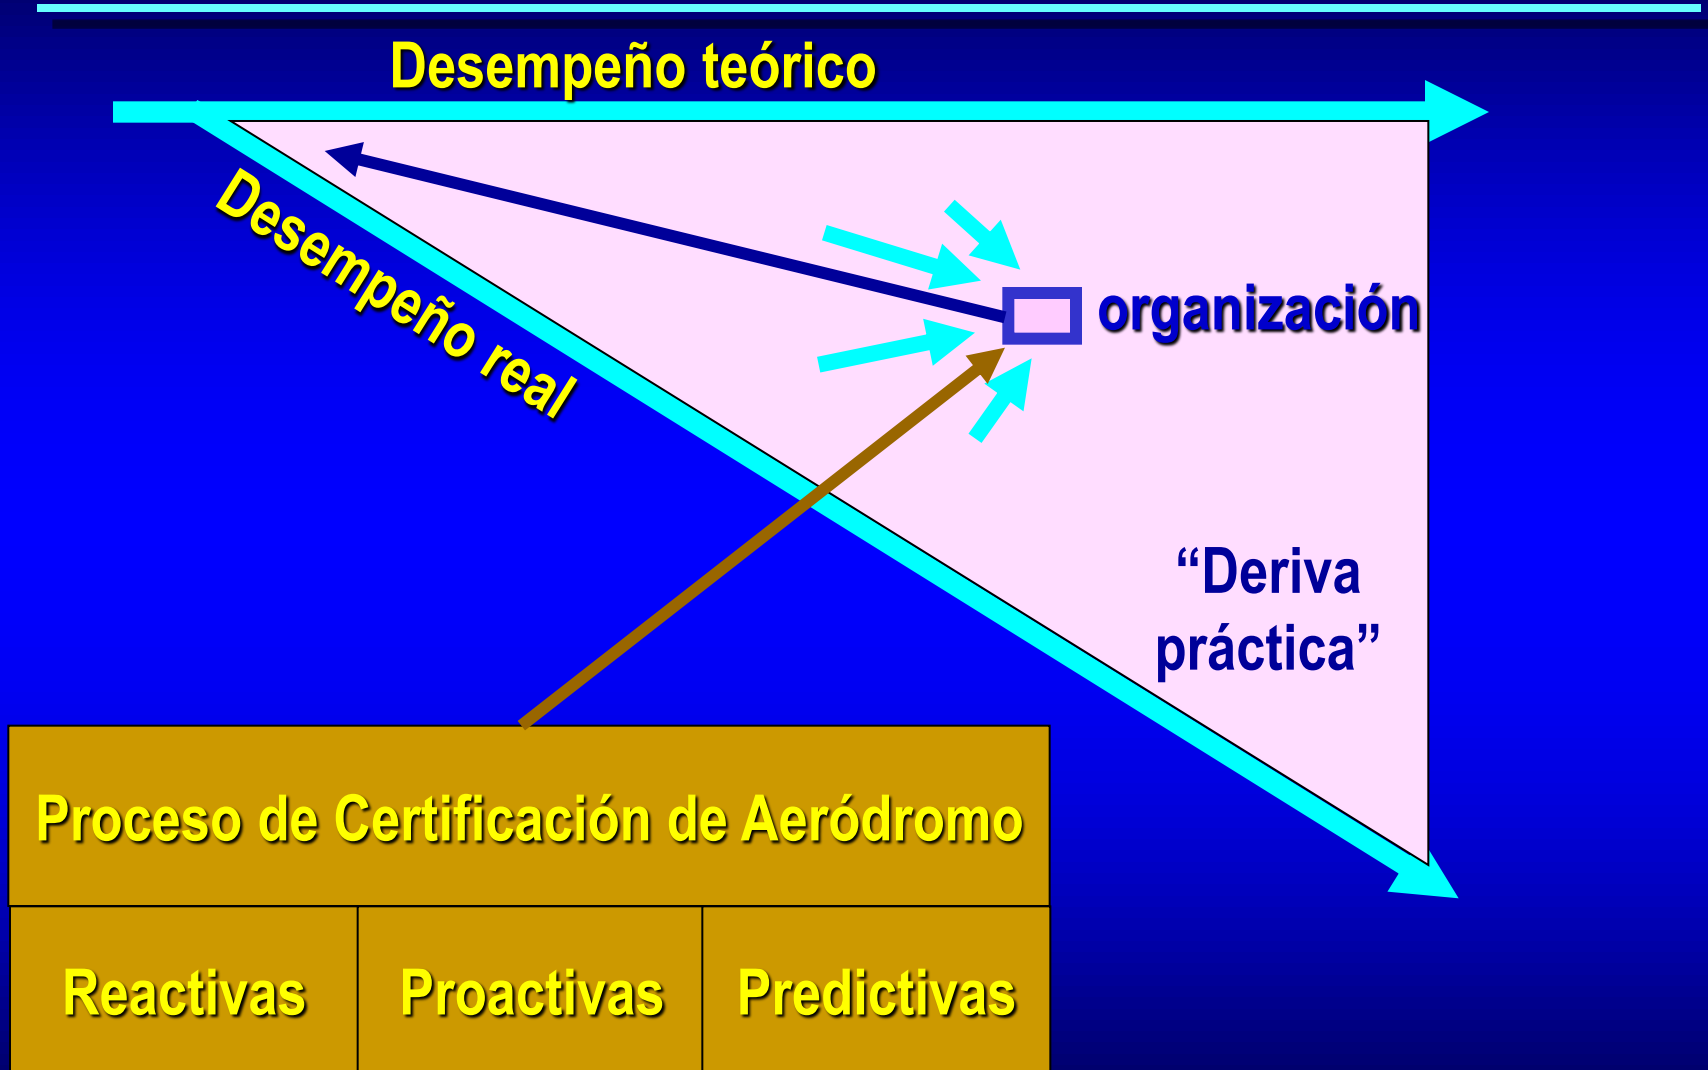 Desempeño teórico
Desempeño real
organización
“Deriva
práctica”
Proceso de Certificación de Aeródromo
Reactivas
Proactivas
Predictivas